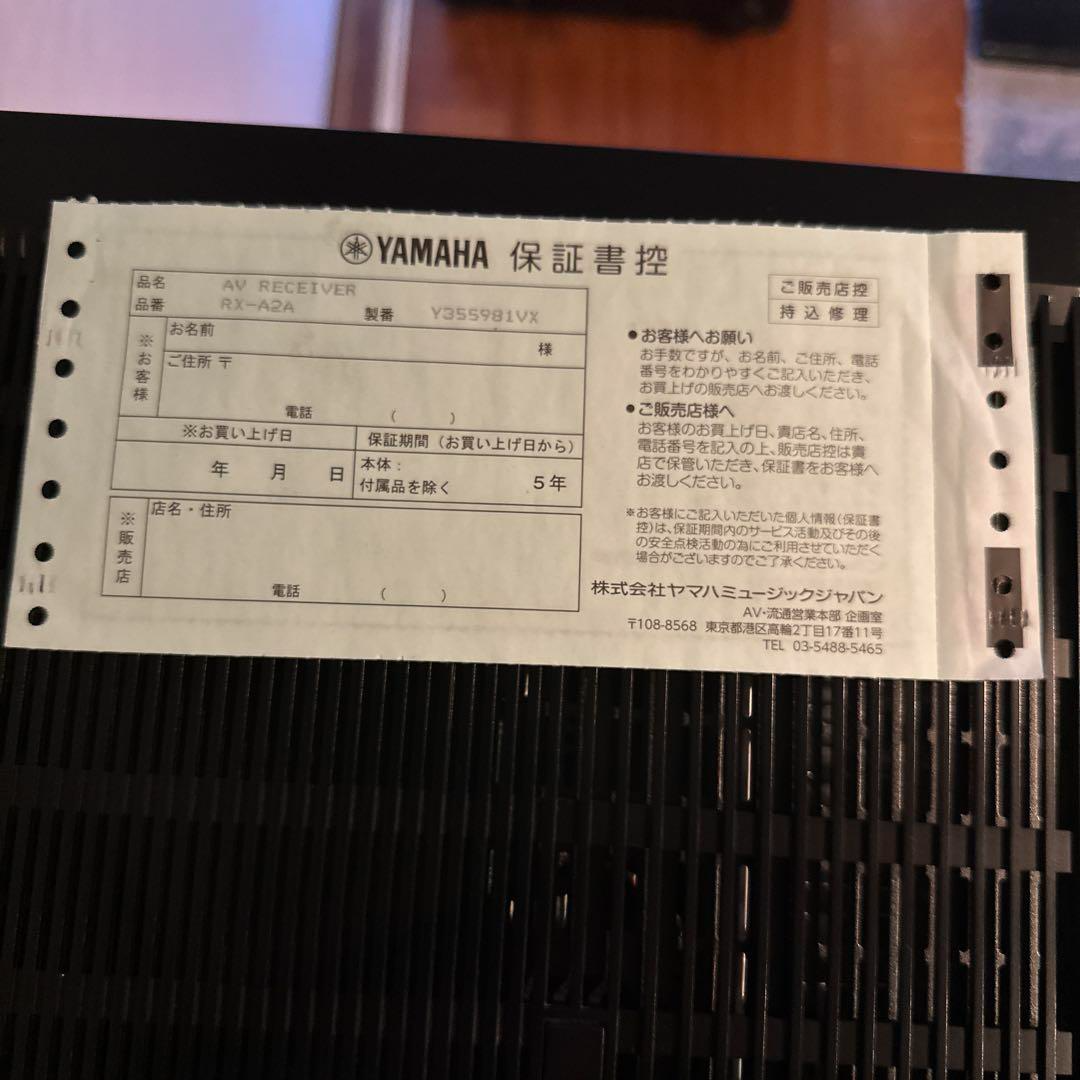 YAMAHA 保証書控
品名 AV RECEIVER
品番 RX-A2A 製番 Y355981VX
※お客様
お名前 様
ご住所 〒
電話 ( )
※お買い上げ日
年 月 日
保証期間(お買い上げ日から)
本体:
付属品を除く 5年
※販売店
店名・住所
電話 ( )
ご販売店控
持込修理
●お客様へお願い
お手数ですが、お名前、ご住所、電話
番号をわかりやすくご記入いただき、
お買上げの販売店へお渡しください。
●ご販売店様へ
お客様のお買上げ日、貴店名、住所、
電話番号を記入の上、販売店控は貴
店で保管いただき、保証書をお客様へ
お渡しください。
※お客様にご記入いただいた個人情報(保証書
控)は、保証期間内のサービス活動及びその後
の安全点検活動の為にご利用させていただく
場合がございますのでご了承ください。
株式会社ヤマハミュージックジャパン
AV・流通営業本部 企画室
〒108-8568 東京都港区高輪2丁目17番11号
TEL 03-5488-5465